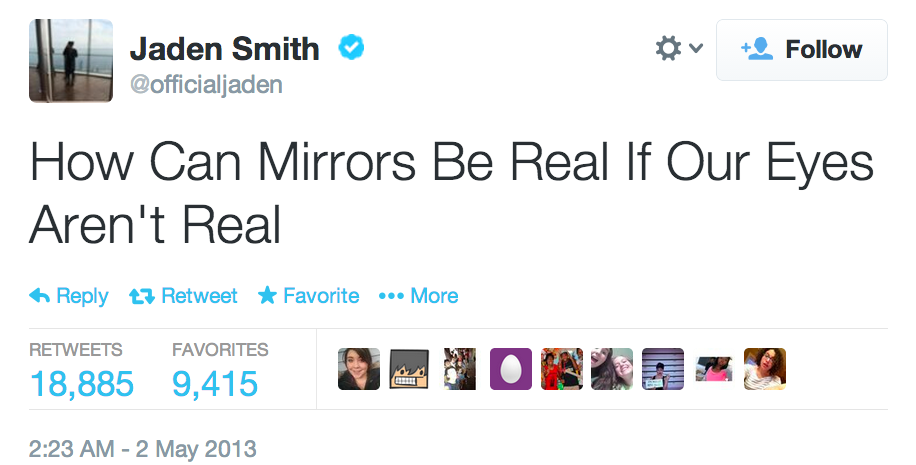 Jaden Smith
@officialjaden
Follow
How Can Mirrors Be Real If Our Eyes
Aren't Real
Reply Retweet Favorite More
RETWEETS FAVORITES
18,885 9,415
2:23 AM - 2 May 2013